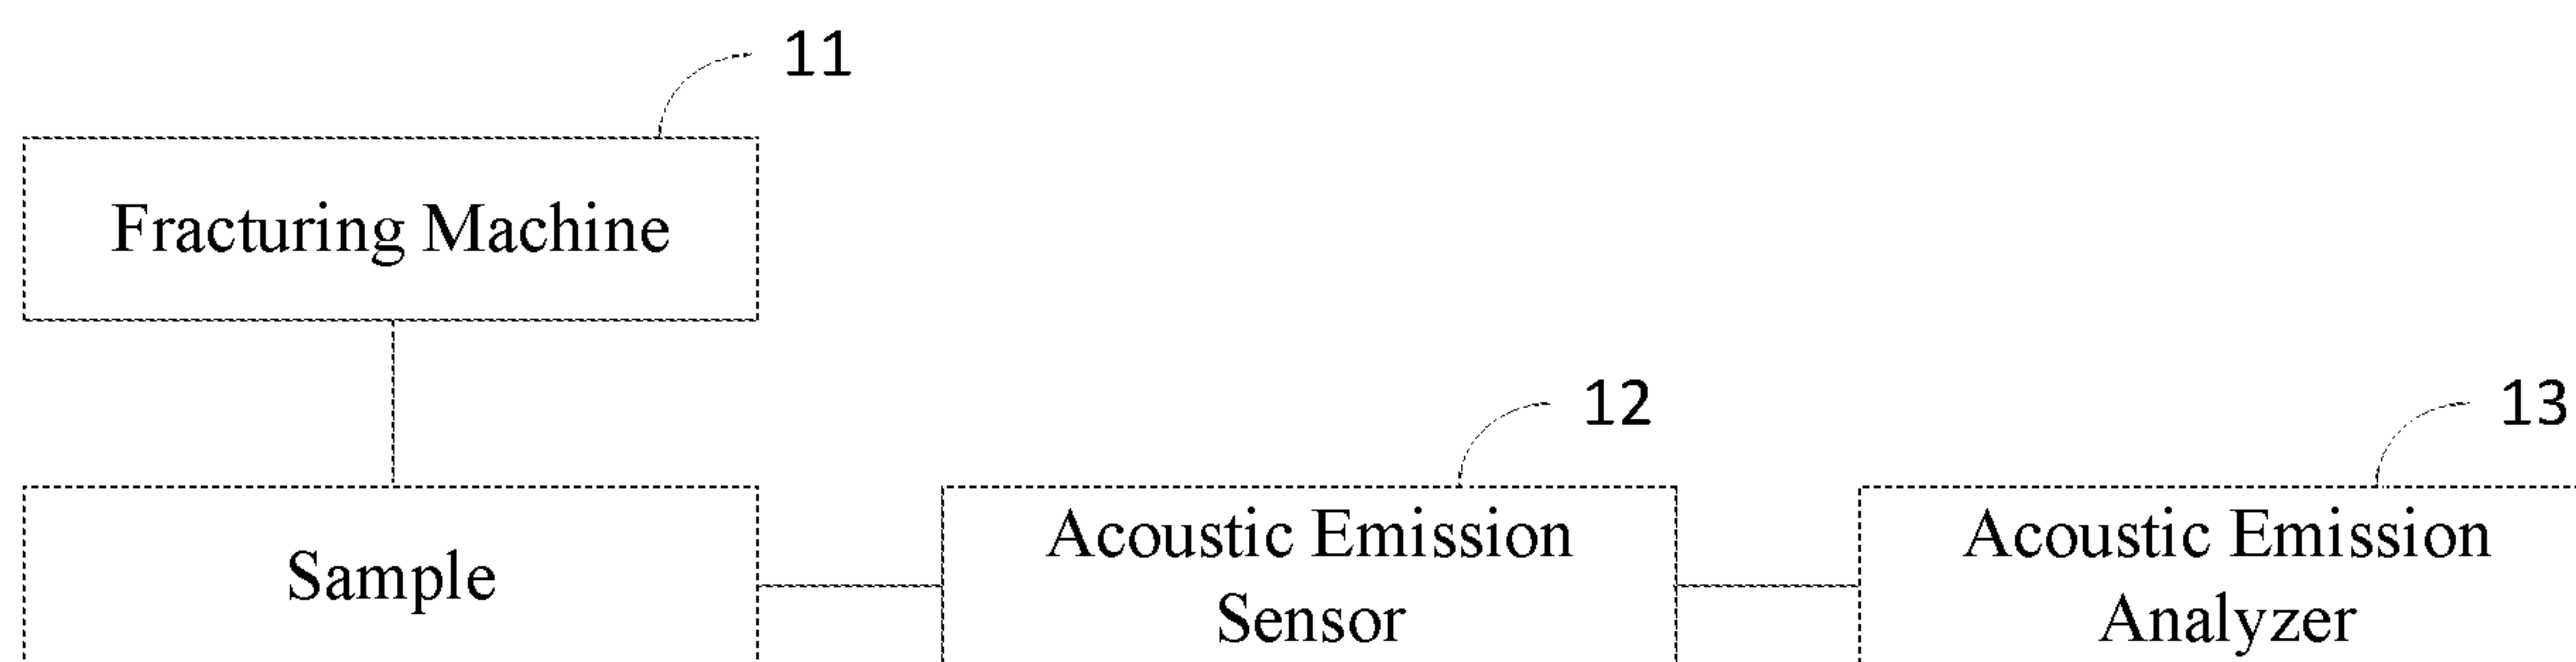 11
Fracturing Machine
12
13
Sample
Acoustic Emission
Sensor
Acoustic Emission
Analyzer